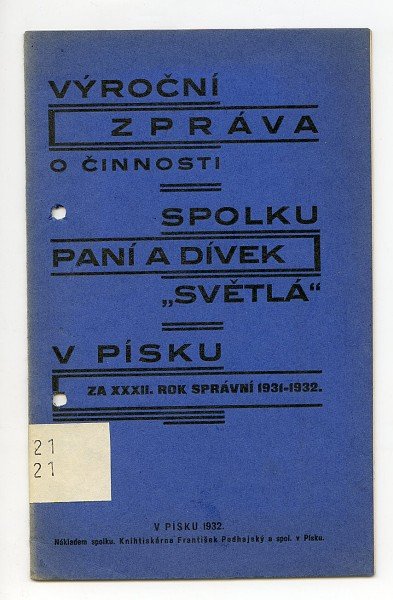 VÝROČNÍ
ZPRÁVA
O ČINNOSTI
SPOLKU
PANÍ A DÍVEK
„SVĚTLÁ“
V PÍSKU
ZA XXXII. ROK SPRÁVNÍ 1931-1932.
21
21
V PÍSKU 1932.
Nákladem spolku. Knihtiskárna František Podhajský a spol. v Písku.